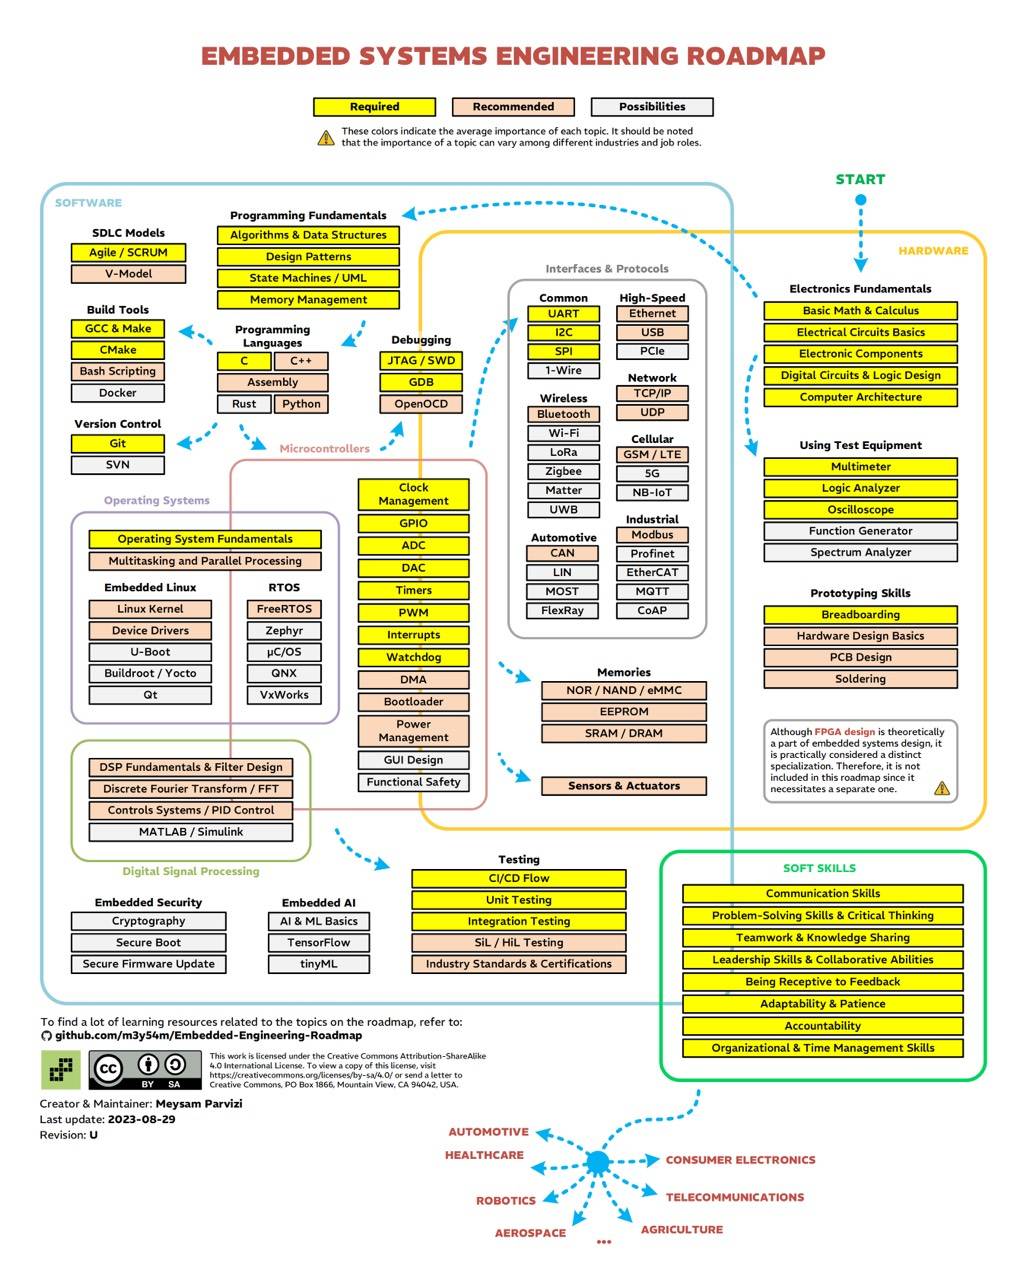 EMBEDDED SYSTEMS ENGINEERING ROADMAP
Required
Recommended
Possibilities
These colors indicate the average importance of each topic. It should be noted
that the importance of a topic can vary among different industries and job roles.
START
SOFTWARE
HARDWARE
SDLC Models
Agile / SCRUM
V-Model
Programming Fundamentals
Algorithms & Data Structures
Design Patterns
State Machines / UML
Memory Management
Build Tools
GCC & Make
CMake
Bash Scripting
Docker
Programming
Languages
C
C++
Assembly
Rust
Python
Debugging
JTAG / SWD
GDB
OpenOCD
Version Control
Git
SVN
Microcontrollers
Clock
Management
GPIO
ADC
DAC
Timers
PWM
Interrupts
Watchdog
DMA
Bootloader
Power
Management
GUI Design
Functional Safety
Operating Systems
Operating System Fundamentals
Multitasking and Parallel Processing
Embedded Linux
Linux Kernel
Device Drivers
U-Boot
Buildroot / Yocto
Qt
RTOS
FreeRTOS
Zephyr
µC/OS
QNX
VxWorks
DSP Fundamentals & Filter Design
Discrete Fourier Transform / FFT
Controls Systems / PID Control
MATLAB / Simulink
Digital Signal Processing
Interfaces & Protocols
Common
UART
I2C
SPI
1-Wire
Wireless
Bluetooth
Wi-Fi
LoRa
Zigbee
Matter
UWB
Automotive
CAN
LIN
MOST
FlexRay
High-Speed
Ethernet
USB
PCIe
Network
TCP/IP
UDP
Cellular
GSM / LTE
5G
NB-IoT
Industrial
Modbus
Profinet
EtherCAT
MQTT
CoAP
Memories
NOR / NAND / eMMC
EEPROM
SRAM / DRAM
Sensors & Actuators
Electronics Fundamentals
Basic Math & Calculus
Electrical Circuits Basics
Electronic Components
Digital Circuits & Logic Design
Computer Architecture
Using Test Equipment
Multimeter
Logic Analyzer
Oscilloscope
Function Generator
Spectrum Analyzer
Prototyping Skills
Breadboarding
Hardware Design Basics
PCB Design
Soldering
Although FPGA design is theoretically
a part of embedded systems design, it
is practically considered a distinct
specialization. Therefore, it is not
included in this roadmap since it
necessitates a separate one.
Embedded Security
Cryptography
Secure Boot
Secure Firmware Update
Embedded AI
AI & ML Basics
TensorFlow
tinyML
Testing
CI/CD Flow
Unit Testing
Integration Testing
SiL / HiL Testing
Industry Standards & Certifications
SOFT SKILLS
Communication Skills
Problem-Solving Skills & Critical Thinking
Teamwork & Knowledge Sharing
Leadership Skills & Collaborative Abilities
Being Receptive to Feedback
Adaptability & Patience
Accountability
Organizational & Time Management Skills
To find a lot of learning resources related to the topics on the roadmap, refer to:
github.com/m3y54m/Embedded-Engineering-Roadmap
CC
BY SA
This work is licensed under the Creative Commons Attribution-ShareAlike
4.0 International License. To view a copy of this license, visit
https://creativecommons.org/licenses/by-sa/4.0/ or send a letter to
Creative Commons, PO Box 1866, Mountain View, CA 94042, USA.
Creator & Maintainer: Meysam Parvizi
Last update: 2023-08-29
Revision: U
AUTOMOTIVE
HEALTHCARE
ROBOTICS
AEROSPACE
...
CONSUMER ELECTRONICS
TELECOMMUNICATIONS
AGRICULTURE